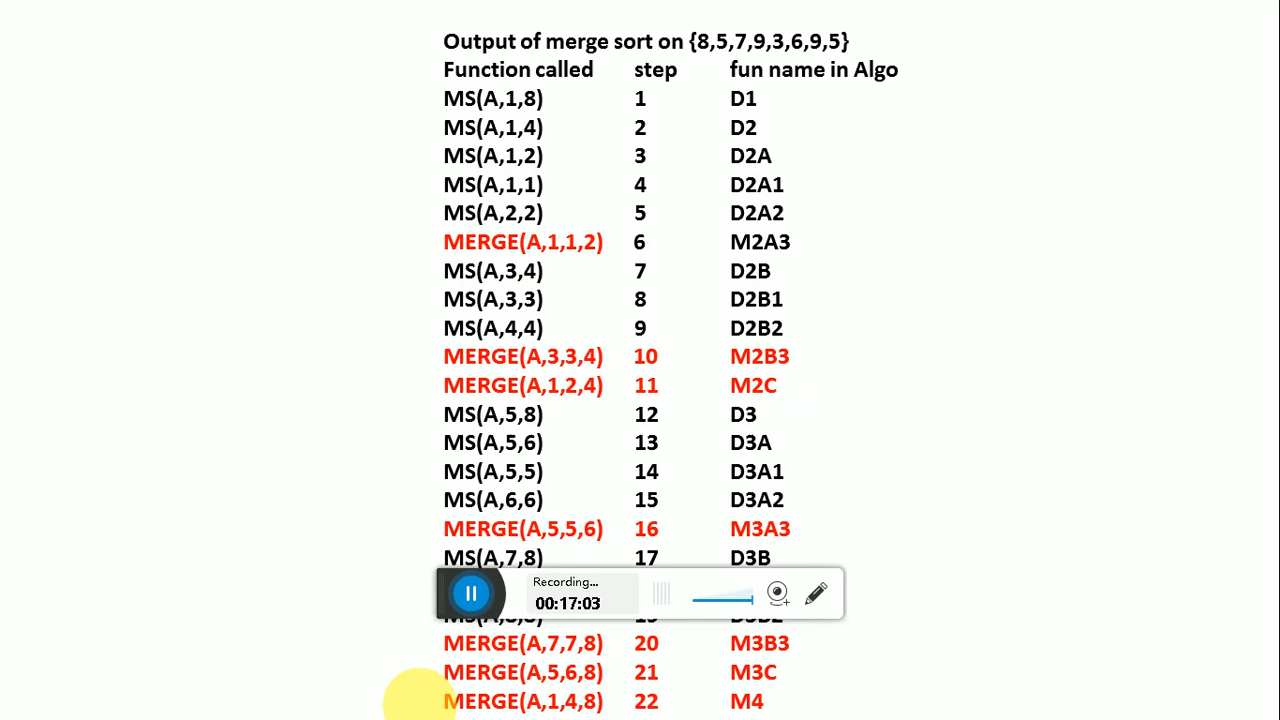 Output of merge sort on {8,5,7,9,3,6,9,5}
Function called step fun name in Algo
MS(A,1,8) 1 D1
MS(A,1,4) 2 D2
MS(A,1,2) 3 D2A
MS(A,1,1) 4 D2A1
MS(A,2,2) 5 D2A2
MERGE(A,1,1,2) 6 M2A3
MS(A,3,4) 7 D2B
MS(A,3,3) 8 D2B1
MS(A,4,4) 9 D2B2
MERGE(A,3,3,4) 10 M2B3
MERGE(A,1,2,4) 11 M2C
MS(A,5,8) 12 D3
MS(A,5,6) 13 D3A
MS(A,5,5) 14 D3A1
MS(A,6,6) 15 D3A2
MERGE(A,5,5,6) 16 M3A3
MS(A,7,8) 17 D3B
Recording...
00:17:03
MERGE(A,7,7,8) 20 M3B3
MERGE(A,5,6,8) 21 M3C
MERGE(A,1,4,8) 22 M4